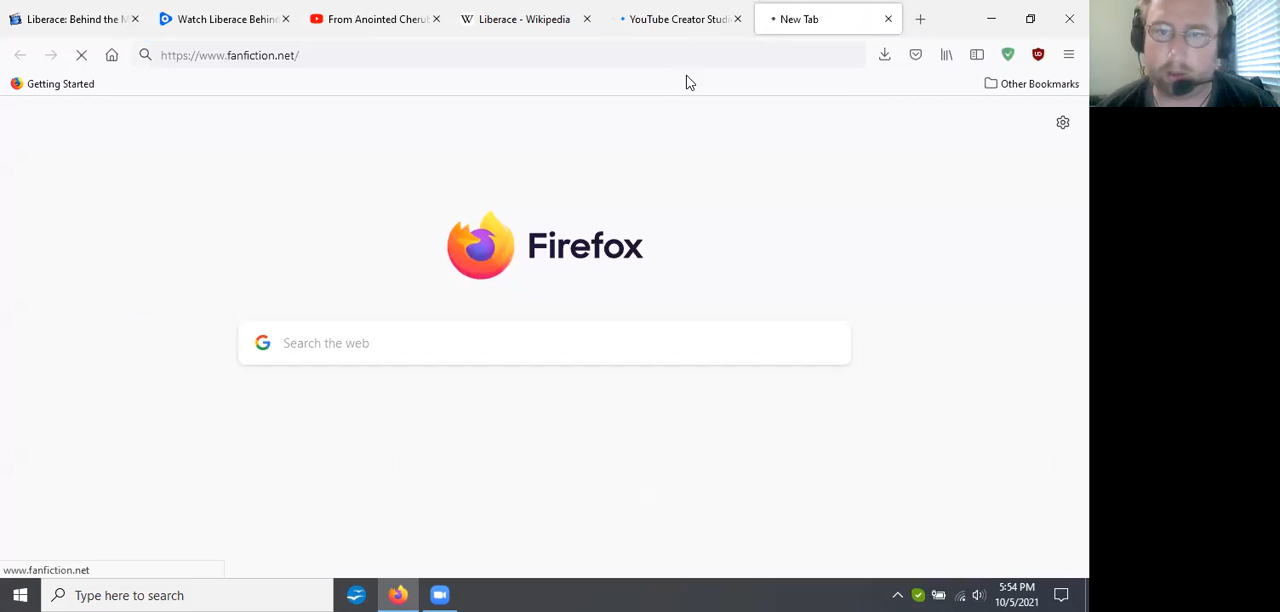 Liberace: Behind the M
Watch Liberace Behin
From Anointed Cherub
Liberace - Wikipedia
YouTube Creator Studi
New Tab
https://www.fanfiction.net/
Getting Started
Other Bookmarks
Firefox
Search the web
www.fanfiction.net
Type here to search
5:54 PM
10/5/2021